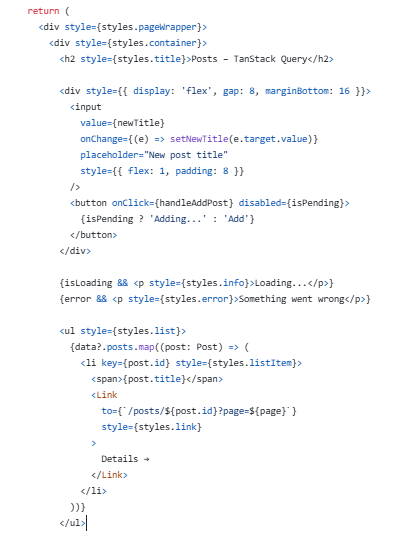 return (
<div style={styles.pageWrapper}>
<div style={styles.container}>
<h2 style={styles.title}>Posts – TanStack Query</h2>
<div style={{ display: 'flex', gap: 8, marginBottom: 16 }}>
<input
value={newTitle}
onChange={(e) => setNewTitle(e.target.value)}
placeholder="New post title"
style={{ flex: 1, padding: 8 }}
/>
<button onClick={handleAddPost} disabled={isPending}>
{isPending ? 'Adding...' : 'Add'}
</button>
</div>
{isLoading && <p style={styles.info}>Loading...</p>}
{error && <p style={styles.error}>Something went wrong</p>}
<ul style={styles.list}>
{data?.posts.map((post: Post) => (
<li key={post.id} style={styles.listItem}>
<span>{post.title}</span>
<Link
to={`/posts/${post.id}?page=${page}`}
style={styles.link}
>
Details →
</Link>
</li>
))}
</ul>